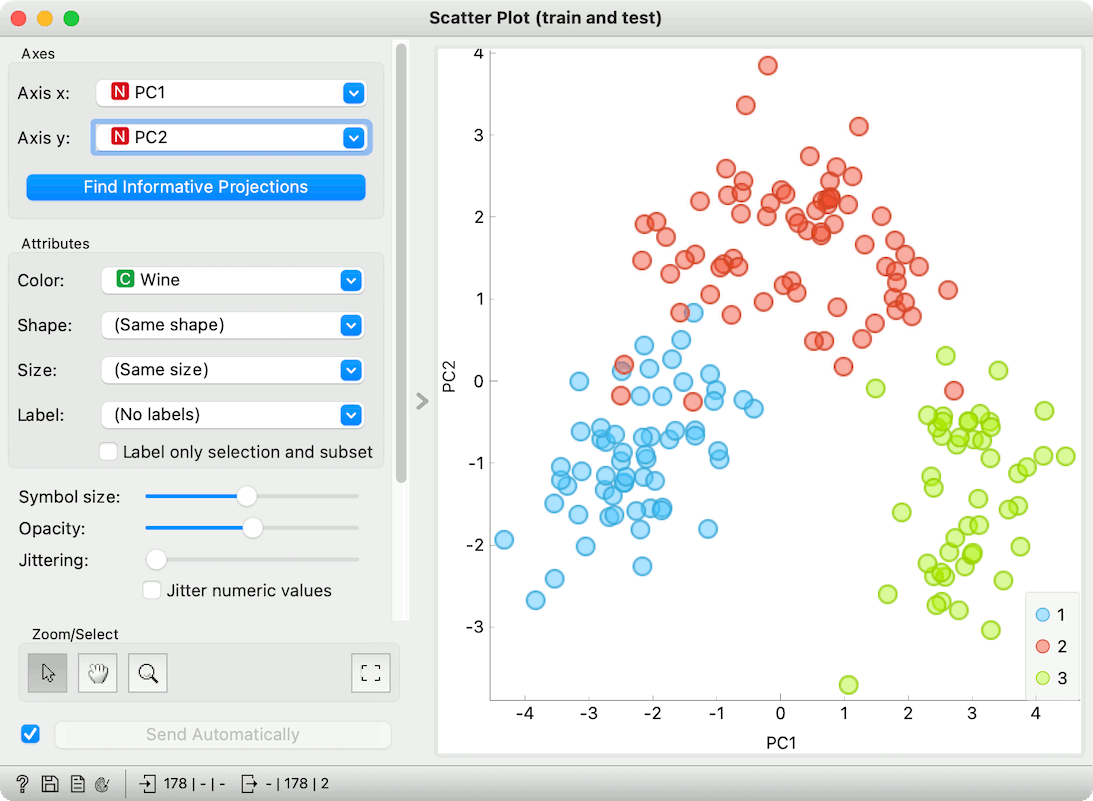 Scatter Plot (train and test)
Axes
Axis x: N PC1
Axis y: N PC2
Find Informative Projections
Attributes
Color: C Wine
Shape: (Same shape)
Size: (Same size)
Label: (No labels)
Label only selection and subset
Symbol size:
Opacity:
Jittering:
Jitter numeric values
Zoom/Select
Send Automatically
? 178 | - | - - | 178 | 2
PC2
4
3
2
1
0
-1
-2
-3
-4 -3 -2 -1 0 1 2 3 4
PC1
1
2
3